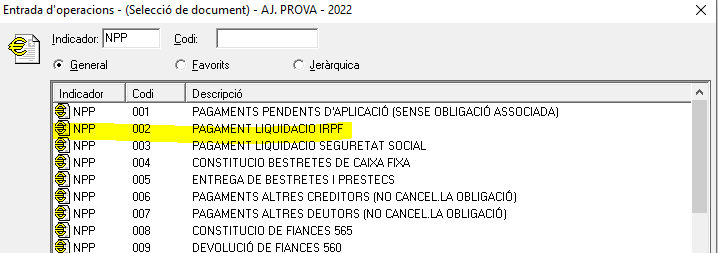 Entrada d'operacions - (Selecció de document) - AJ. PROVA - 2022
Indicador: NPP Codi:
General Favorits Jeràrquica
Indicador Codi Descripció
NPP 001 PAGAMENTS PENDENTS D'APLICACIÓ (SENSE OBLIGACIÓ ASSOCIADA)
NPP 002 PAGAMENT LIQUIDACIO IRPF
NPP 003 PAGAMENT LIQUIDACIO SEGURETAT SOCIAL
NPP 004 CONSTITUCIO BESTRETES DE CAIXA FIXA
NPP 005 ENTREGA DE BESTRETES I PRESTECS
NPP 006 PAGAMENTS ALTRES CREDITORS (NO CANCEL.LA OBLIGACIÓ)
NPP 007 PAGAMENTS ALTRES DEUTORS (NO CANCEL.LA OBLIGACIÓ)
NPP 008 CONSTITUCIO DE FIANCES 565
NPP 009 DEVOLUCIÓ DE FIANCES 560